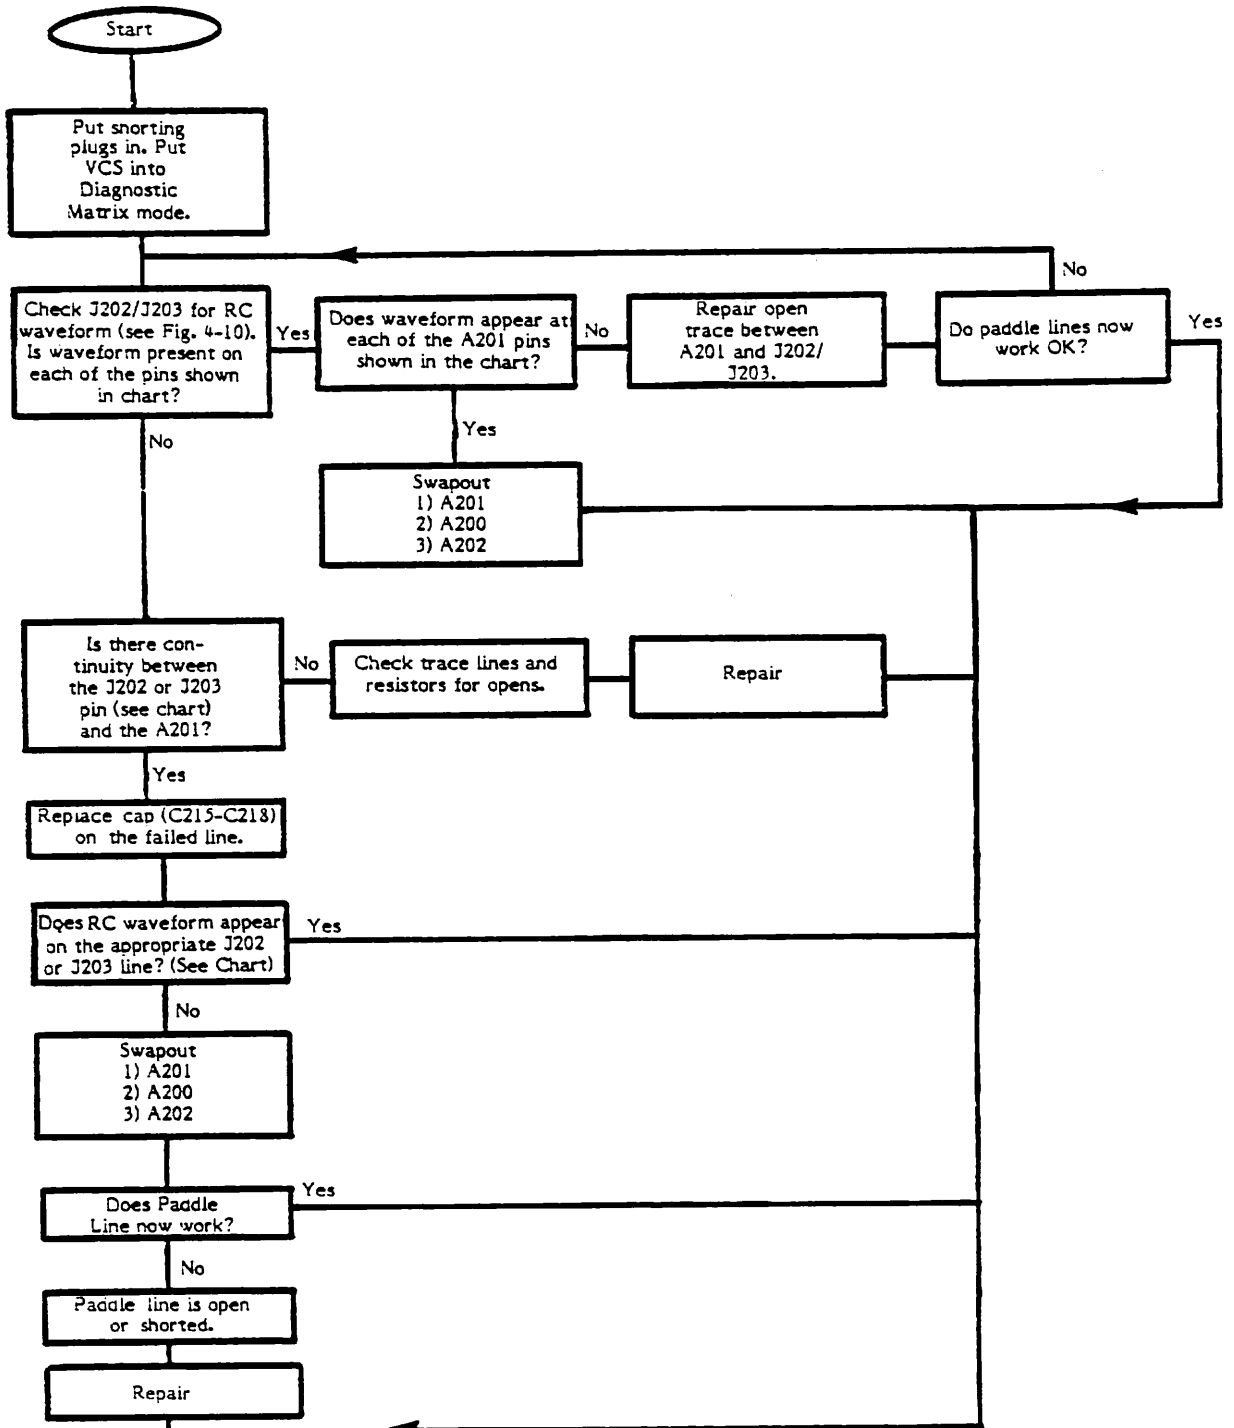 Start
Put shorting
plugs in. Put
VCS into
Diagnostic
Matrix mode.
No
Check J202/J203 for RC
waveform (see Fig. 4-10).
Is waveform present on
each of the pins shown
in chart?
Yes
Does waveform appear at
each of the A201 pins
shown in the chart?
No
Repair open
trace between
A201 and J202/
J203.
Do paddle lines now
work OK?
Yes
No
Yes
Swapout
1) A201
2) A200
3) A202
Is there con-
tinuity between
the J202 or J203
pin (see chart)
and the A201?
No
Check trace lines and
resistors for opens.
Repair
Yes
Replace cap (C215-C218)
on the failed line.
Does RC waveform appear
on the appropriate J202
or J203 line? (See Chart)
Yes
No
Swapout
1) A201
2) A200
3) A202
Does Paddle
Line now work?
Yes
No
Paddle line is open
or shorted.
Repair